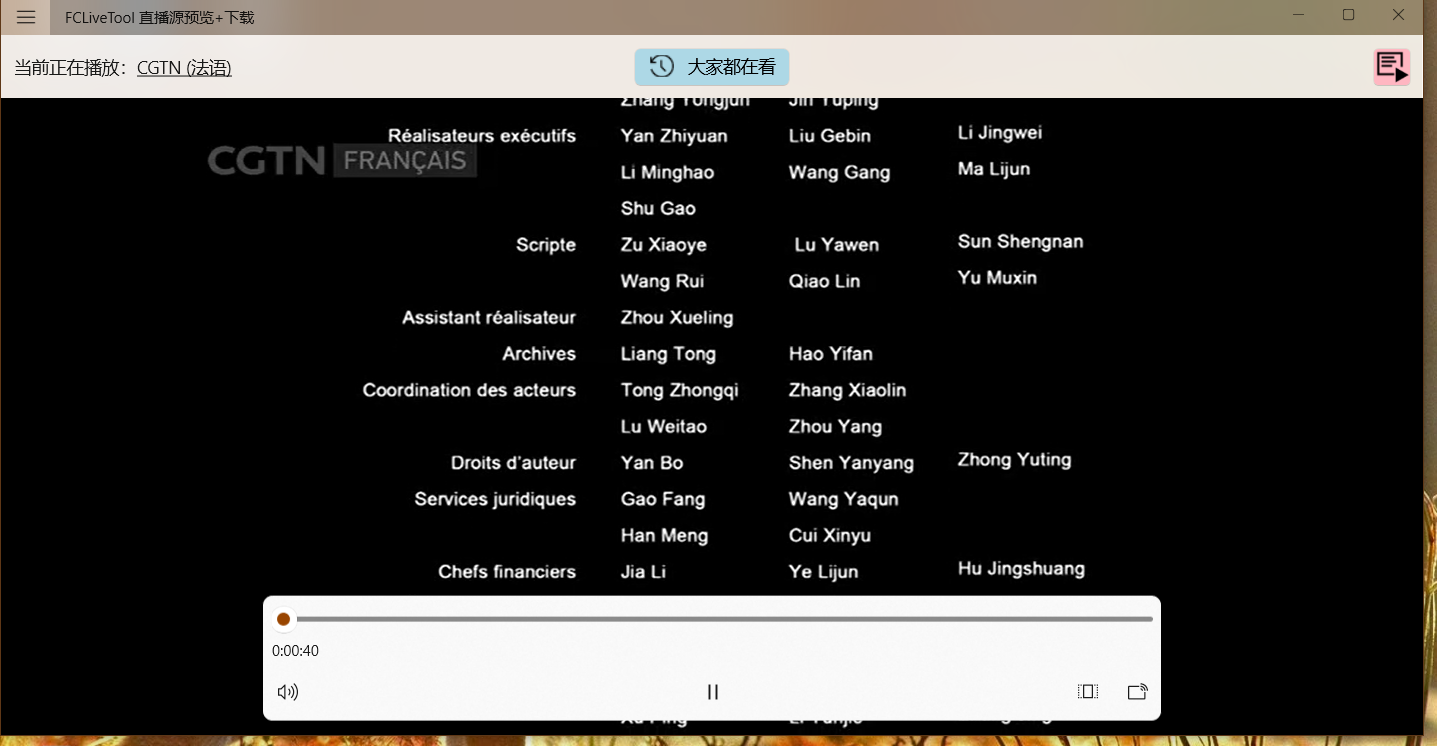 FCLiveTool 直播源预览+下载
当前正在播放：CGTN (法语)
大家都在看
Zhang Yongjun Jin Yuping
Réalisateurs exécutifs Yan Zhiyuan Liu Gebin Li Jingwei
CGTN FRANÇAIS
Li Minghao Wang Gang Ma Lijun
Shu Gao
Scripte Zu Xiaoye Lu Yawen Sun Shengnan
Wang Rui Qiao Lin Yu Muxin
Assistant réalisateur Zhou Xueling
Archives Liang Tong Hao Yifan
Coordination des acteurs Tong Zhongqi Zhang Xiaolin
Lu Weitao Zhou Yang
Droits d'auteur Yan Bo Shen Yanyang Zhong Yuting
Services juridiques Gao Fang Wang Yaqun
Han Meng Cui Xinyu
Chefs financiers Jia Li Ye Lijun Hu Jingshuang
0:00:40